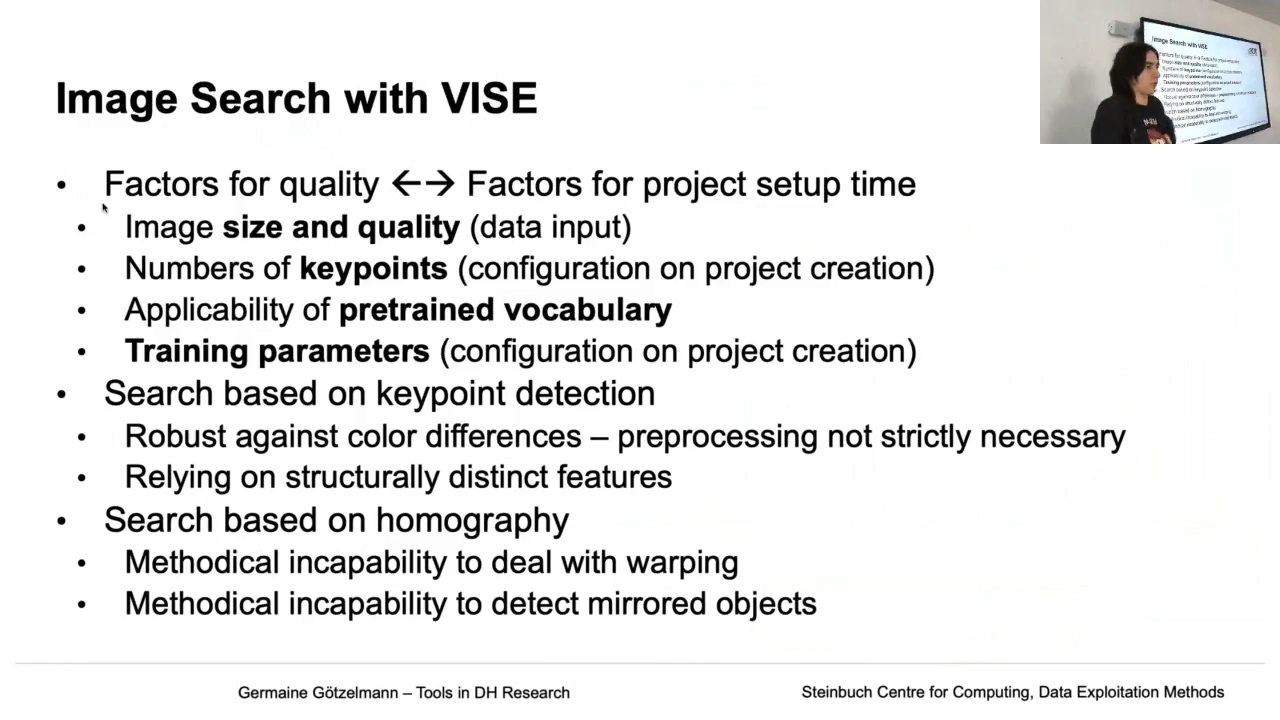 Image Search with VISE
• Factors for quality ←→ Factors for project setup time
• Image size and quality (data input)
• Numbers of keypoints (configuration on project creation)
• Applicability of pretrained vocabulary
• Training parameters (configuration on project creation)
• Search based on keypoint detection
• Robust against color differences – preprocessing not strictly necessary
• Relying on structurally distinct features
• Search based on homography
• Methodical incapability to deal with warping
• Methodical incapability to detect mirrored objects
Germaine Götzelmann – Tools in DH Research
Steinbuch Centre for Computing, Data Exploitation Methods
Image Search with VISE